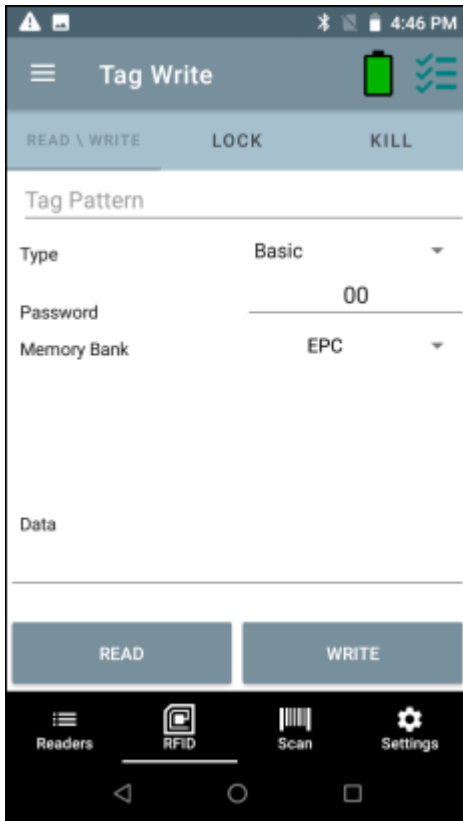 4:46 PM
Tag Write
READ \ WRITE LOCK KILL
Tag Pattern
Type Basic
Password 00
Memory Bank EPC
Data
READ WRITE
Readers RFID Scan Settings